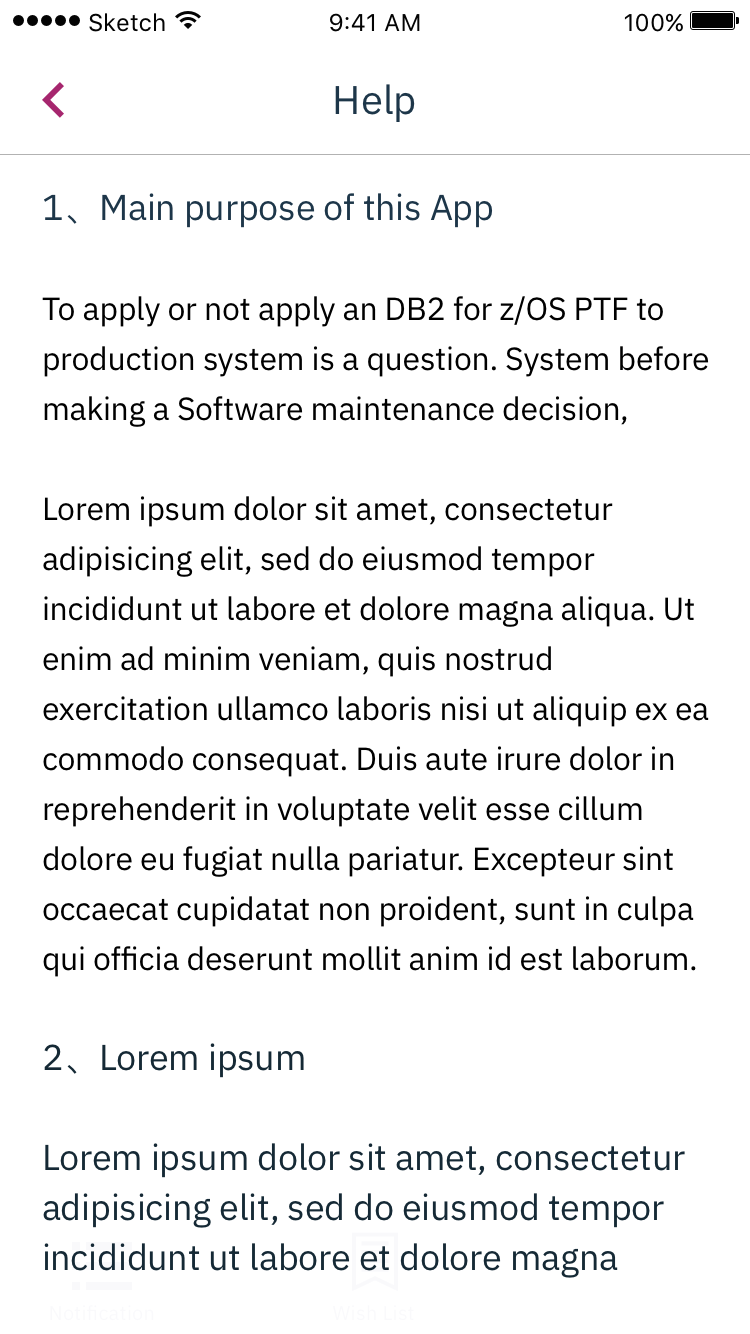 Sketch 9:41 AM 100%
Help
1、Main purpose of this App
To apply or not apply an DB2 for z/OS PTF to
production system is a question. System before
making a Software maintenance decision,
Lorem ipsum dolor sit amet, consectetur
adipisicing elit, sed do eiusmod tempor
incididunt ut labore et dolore magna aliqua. Ut
enim ad minim veniam, quis nostrud
exercitation ullamco laboris nisi ut aliquip ex ea
commodo consequat. Duis aute irure dolor in
reprehenderit in voluptate velit esse cillum
dolore eu fugiat nulla pariatur. Excepteur sint
occaecat cupidatat non proident, sunt in culpa
qui officia deserunt mollit anim id est laborum.
2、Lorem ipsum
Lorem ipsum dolor sit amet, consectetur
adipisicing elit, sed do eiusmod tempor
incididunt ut labore et dolore magna
Notification Wish List